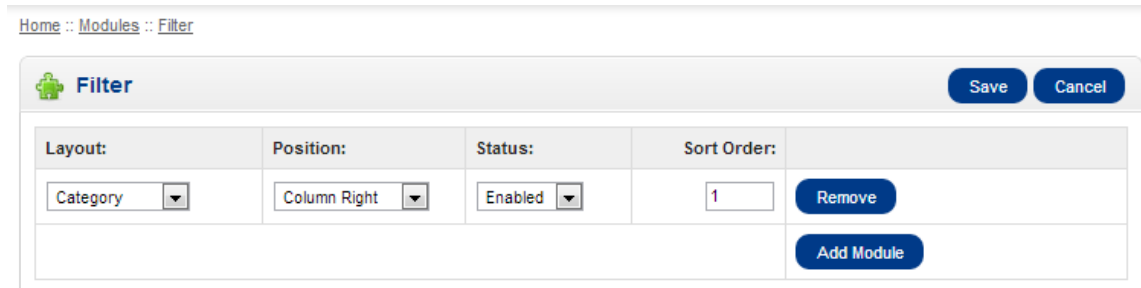 Home :: Modules :: Filter
Filter Save Cancel
Layout: Position: Status: Sort Order:
Category Column Right Enabled 1 Remove
Add Module